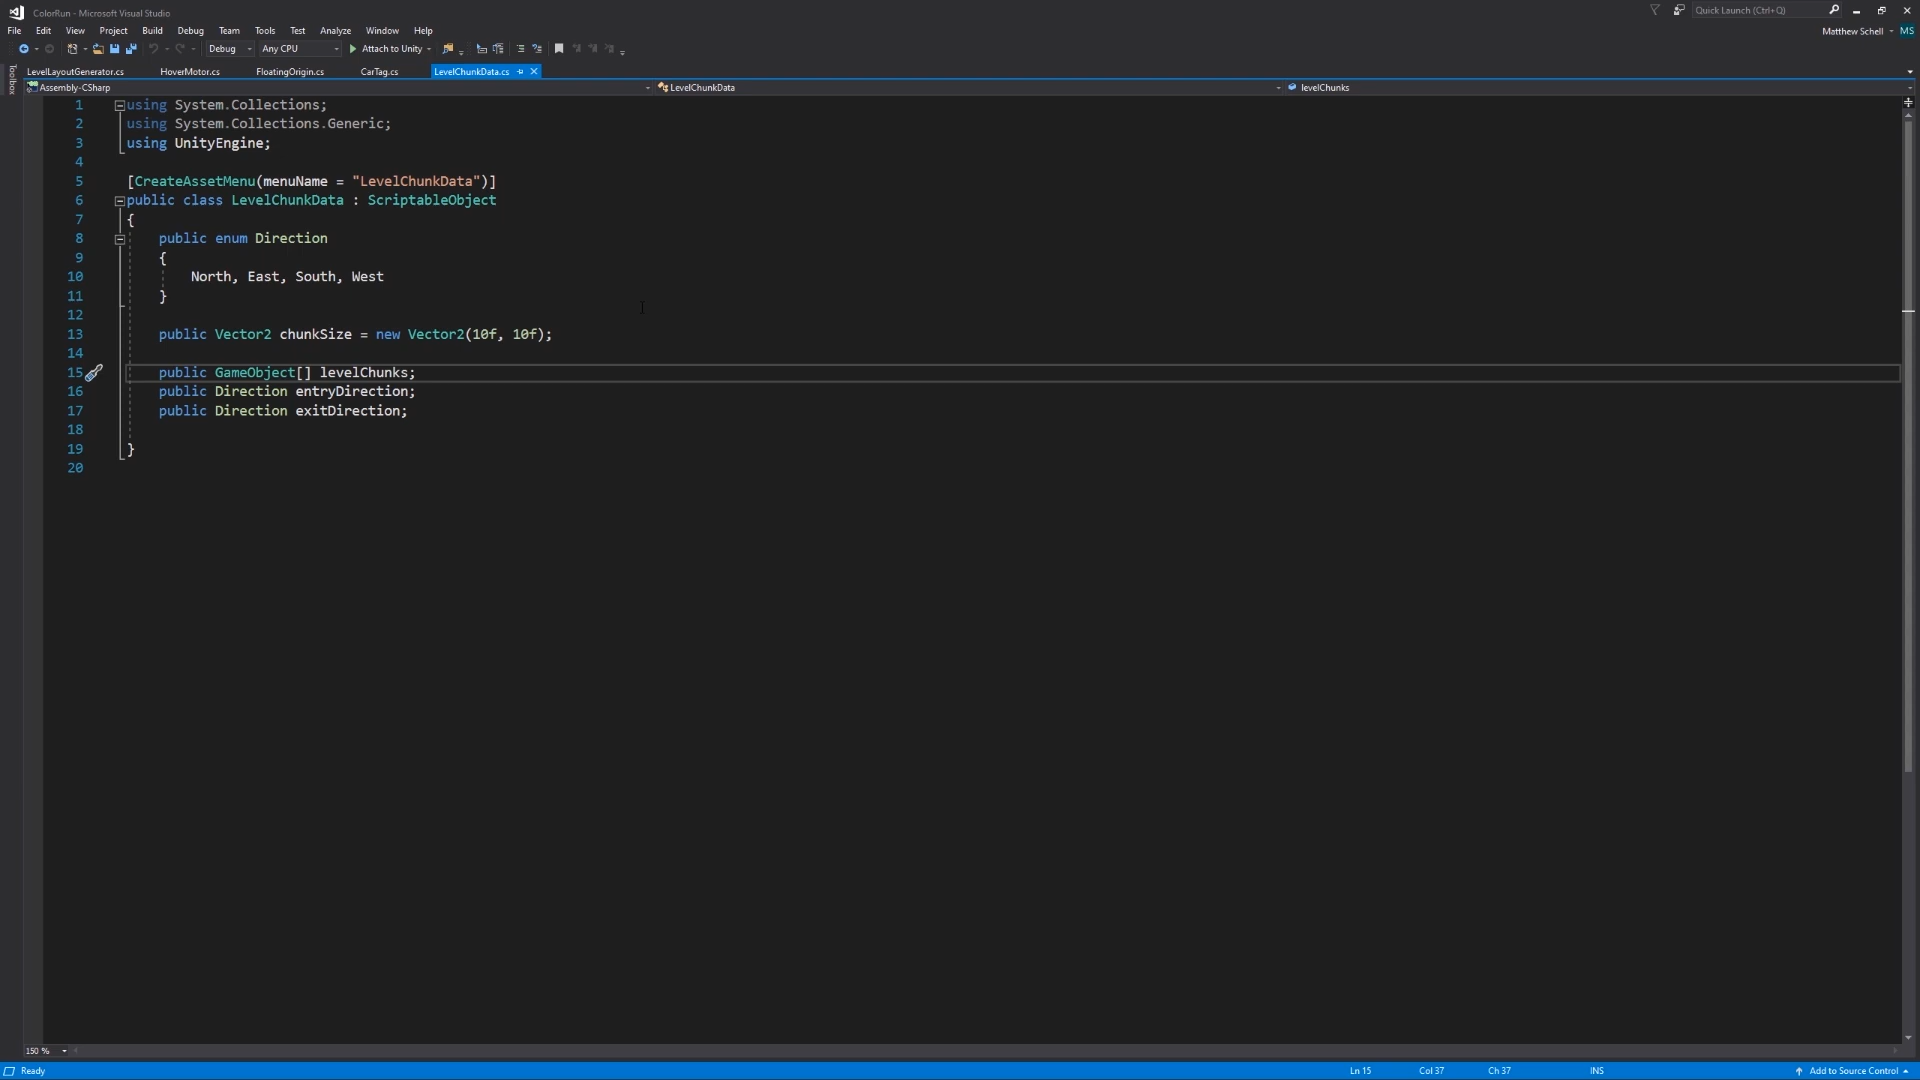 ColorRun - Microsoft Visual Studio
Quick Launch (Ctrl+Q)
File Edit View Project Build Debug Team Tools Test Analyze Window Help
Matthew Schell MS
Debug Any CPU Attach to Unity
Toolbox
LevelLayoutGenerator.cs HoverMotor.cs FloatingOrigin.cs CarTag.cs LevelChunkData.cs
Assembly-CSharp LevelChunkData levelChunks
1 using System.Collections;
2 using System.Collections.Generic;
3 using UnityEngine;
4
5 [CreateAssetMenu(menuName = "LevelChunkData")]
6 public class LevelChunkData : ScriptableObject
7 {
8 public enum Direction
9 {
10 North, East, South, West
11 }
12
13 public Vector2 chunkSize = new Vector2(10f, 10f);
14
15 public GameObject[] levelChunks;
16 public Direction entryDirection;
17 public Direction exitDirection;
18
19 }
20
150 %
Ready Ln 15 Col 37 Ch 37 INS Add to Source Control